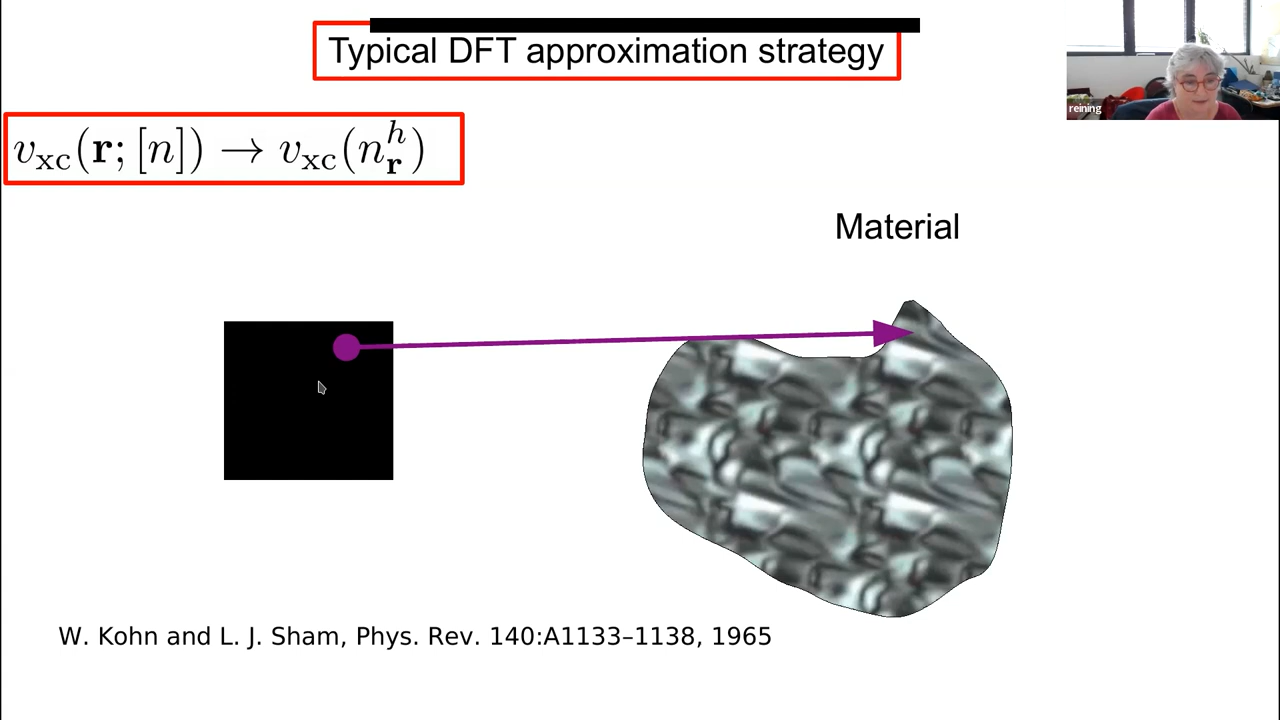 Typical DFT approximation strategy
reining
v_xc(r; [n]) → v_xc(n_r^h)
Material
W. Kohn and L. J. Sham, Phys. Rev. 140:A1133–1138, 1965